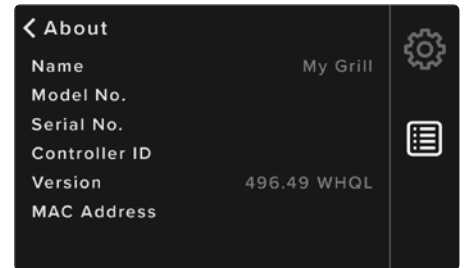 About
Name My Grill
Model No.
Serial No.
Controller ID
Version 496.49 WHQL
MAC Address